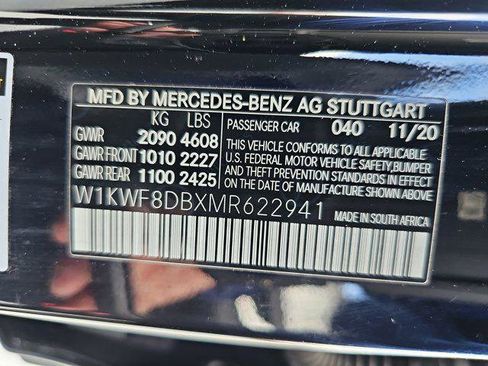 MFD BY MERCEDES-BENZ AG STUTTGART
KG LBS
GVWR 2090 4608
GAWR FRONT 1010 2227
GAWR REAR 1100 2425
PASSENGER CAR 040 11/20
THIS VEHICLE CONFORMS TO ALL APPLICABLE
U.S. FEDERAL MOTOR VEHICLE SAFETY, BUMPER
AND THEFT PREVENTION STANDARDS IN
EFFECT ON THE DATE OF MANUFACTURE SHOWN ABOVE
W1KWF8DBXMR622941 MADE IN SOUTH AFRICA